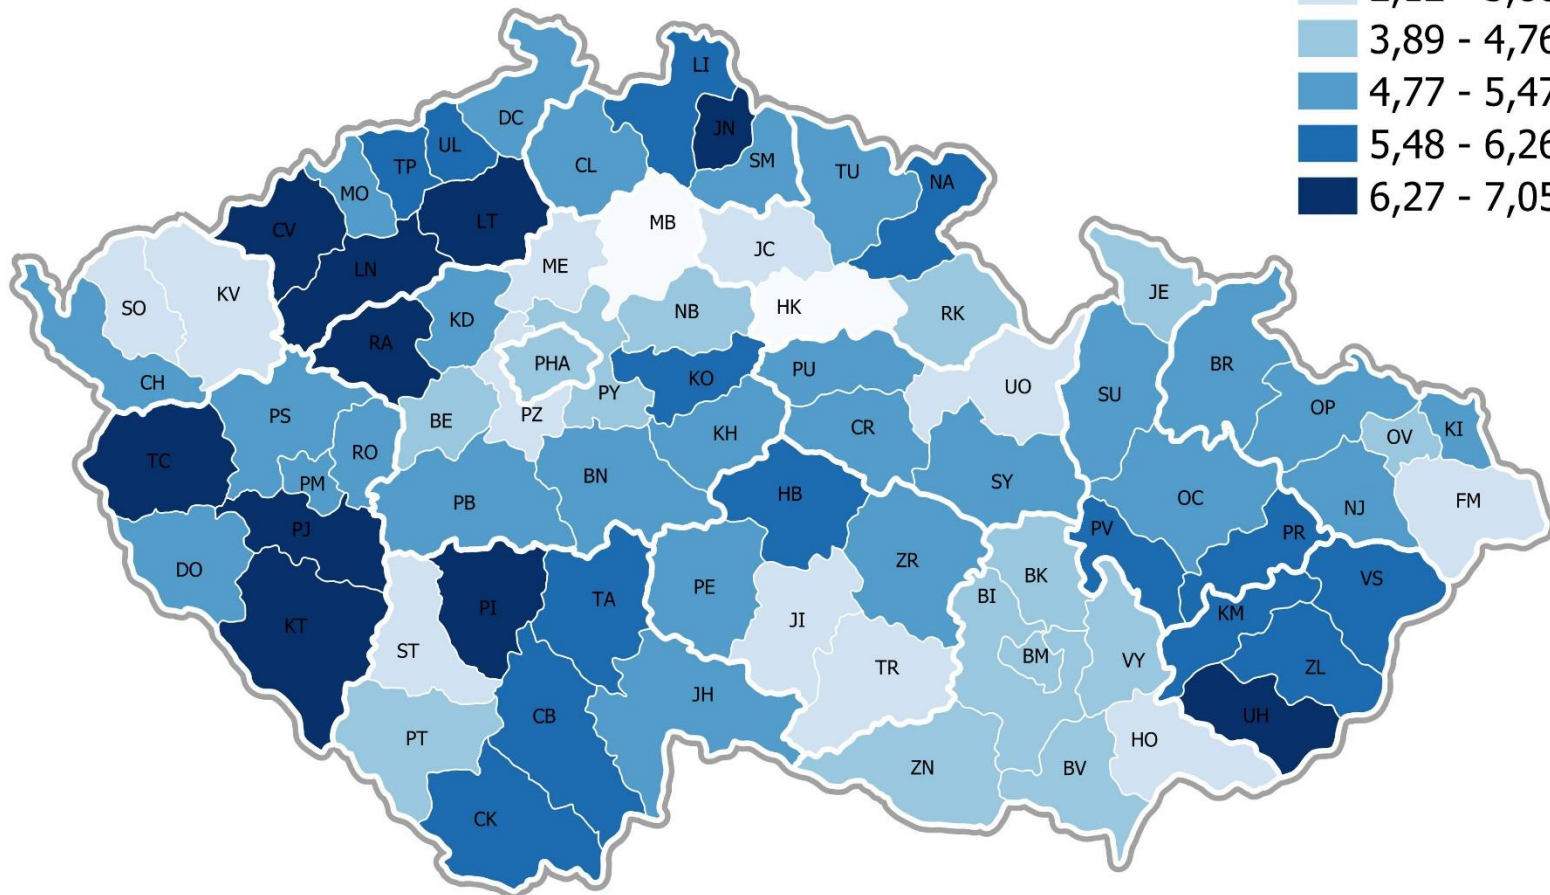 3,89 - 4,76
4,77 - 5,47
5,48 - 6,26
6,27 - 7,05
LI
DC
JN
UL
TP
CL
SM
TU
NA
MO
LT
CV
MB
JC
ME
LN
SO
KV
HK
JE
KD
NB
RK
RA
PHA
BR
CH
KO
PU
PY
UO
SU
PS
BE
PZ
OP
CR
KH
KI
OV
RO
TC
BN
PM
SY
HB
OC
FM
PB
NJ
PJ
PV
PR
DO
ZR
BK
VS
PE
BI
TA
PI
KT
JI
KM
ST
BM
VY
TR
ZL
JH
CB
UH
PT
HO
ZN
BV
CK